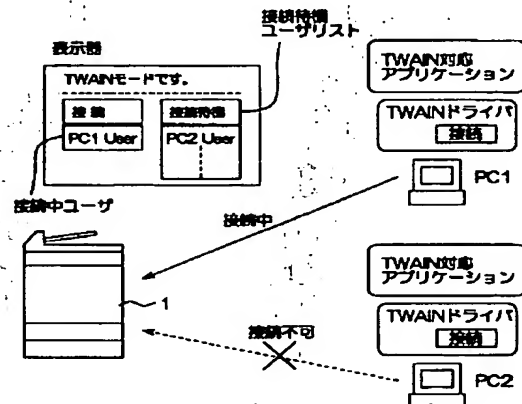 接続待機
ユーザリスト
表示器
TWAINモードです。
接続
接続待機
PC1 User
PC2 User
接続中ユーザ
TWAIN対応
アプリケーション
TWAINドライバ
接続
PC1
接続中
1
TWAIN対応
アプリケーション
TWAINドライバ
接続
接続不可
PC2